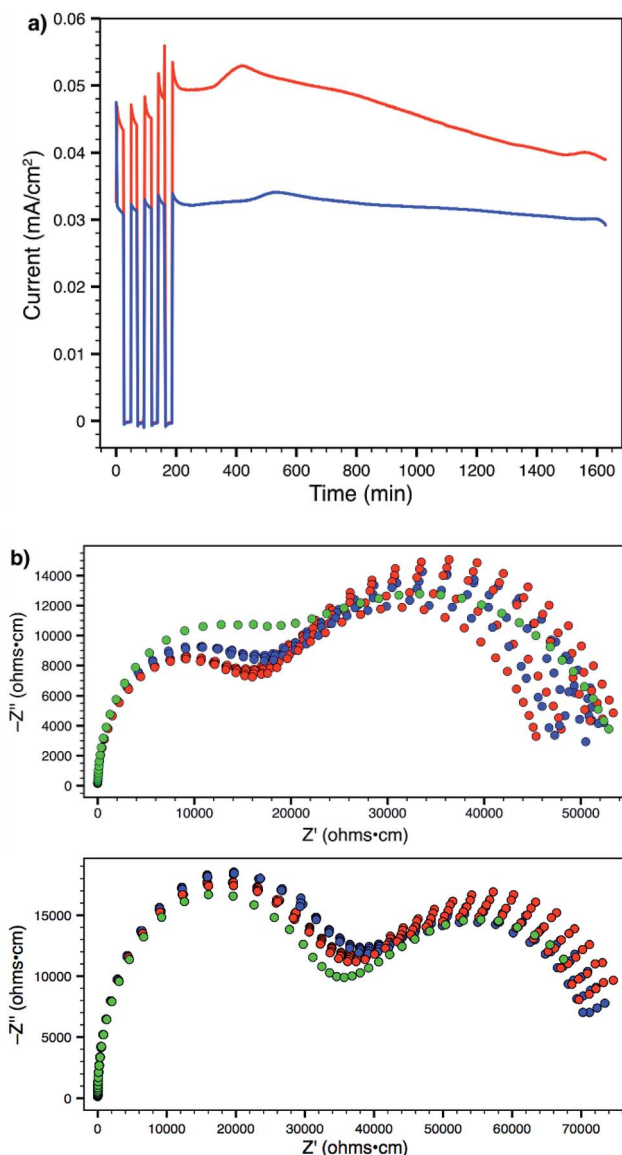 a)
0.06
0.05
0.04
0.03
0.02
0.01
0
Current (mA/cm²)
0 200 400 600 800 1000 1200 1400 1600
Time (min)
b)
14000
12000
10000
8000
6000
4000
2000
0
–Z" (ohms•cm)
0 10000 20000 30000 40000 50000
Z' (ohms•cm)
15000
10000
5000
0
–Z" (ohms•cm)
0 10000 20000 30000 40000 50000 60000 70000
Z' (ohms•cm)